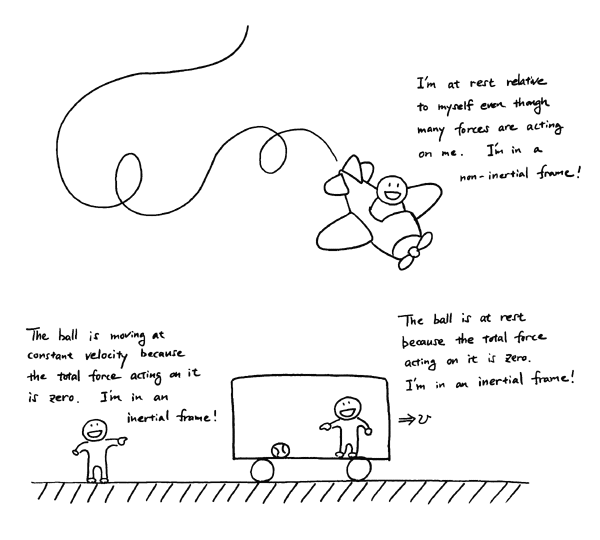 I'm at rest relative
to myself even though
many forces are acting
on me. I'm in a
non-inertial frame!
The ball is moving at
constant velocity because
the total force acting on it
is zero. I'm in an
inertial frame!
The ball is at rest
because the total force
acting on it is zero.
I'm in an inertial frame!
⇒v